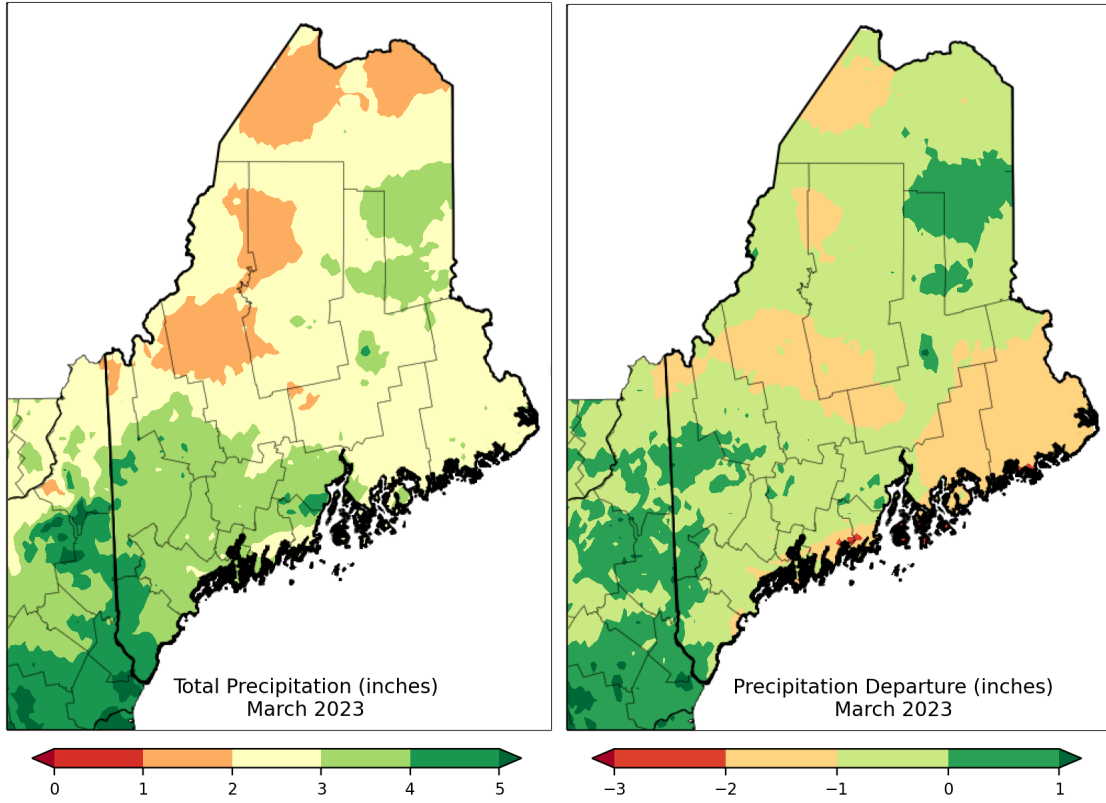 Total Precipitation (inches)
March 2023
0 1 2 3 4 5
Precipitation Departure (inches)
March 2023
−3 −2 −1 0 1